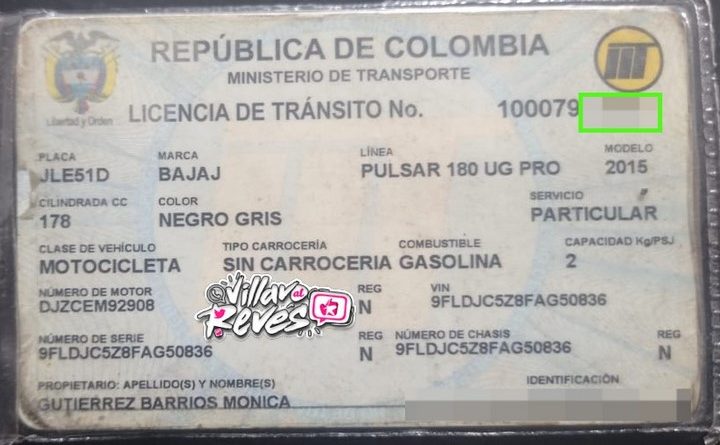 REPÚBLICA DE COLOMBIA
MINISTERIO DE TRANSPORTE
Libertad y Orden
LICENCIA DE TRÁNSITO No. 100079
PLACA MARCA LÍNEA MODELO
JLE51D BAJAJ PULSAR 180 UG PRO 2015
CILINDRADA CC COLOR SERVICIO
178 NEGRO GRIS PARTICULAR
CLASE DE VEHÍCULO TIPO CARROCERÍA COMBUSTIBLE CAPACIDAD Kg/PSJ
MOTOCICLETA SIN CARROCERIA GASOLINA 2
NÚMERO DE MOTOR REG VIN
DJZCEM92908 N 9FLDJC5Z8FAG50836
Villavo al Revés
NÚMERO DE SERIE REG NÚMERO DE CHASIS REG
9FLDJC5Z8FAG50836 N 9FLDJC5Z8FAG50836 N
PROPIETARIO: APELLIDO(S) Y NOMBRE(S) IDENTIFICACIÓN
GUTIERREZ BARRIOS MONICA